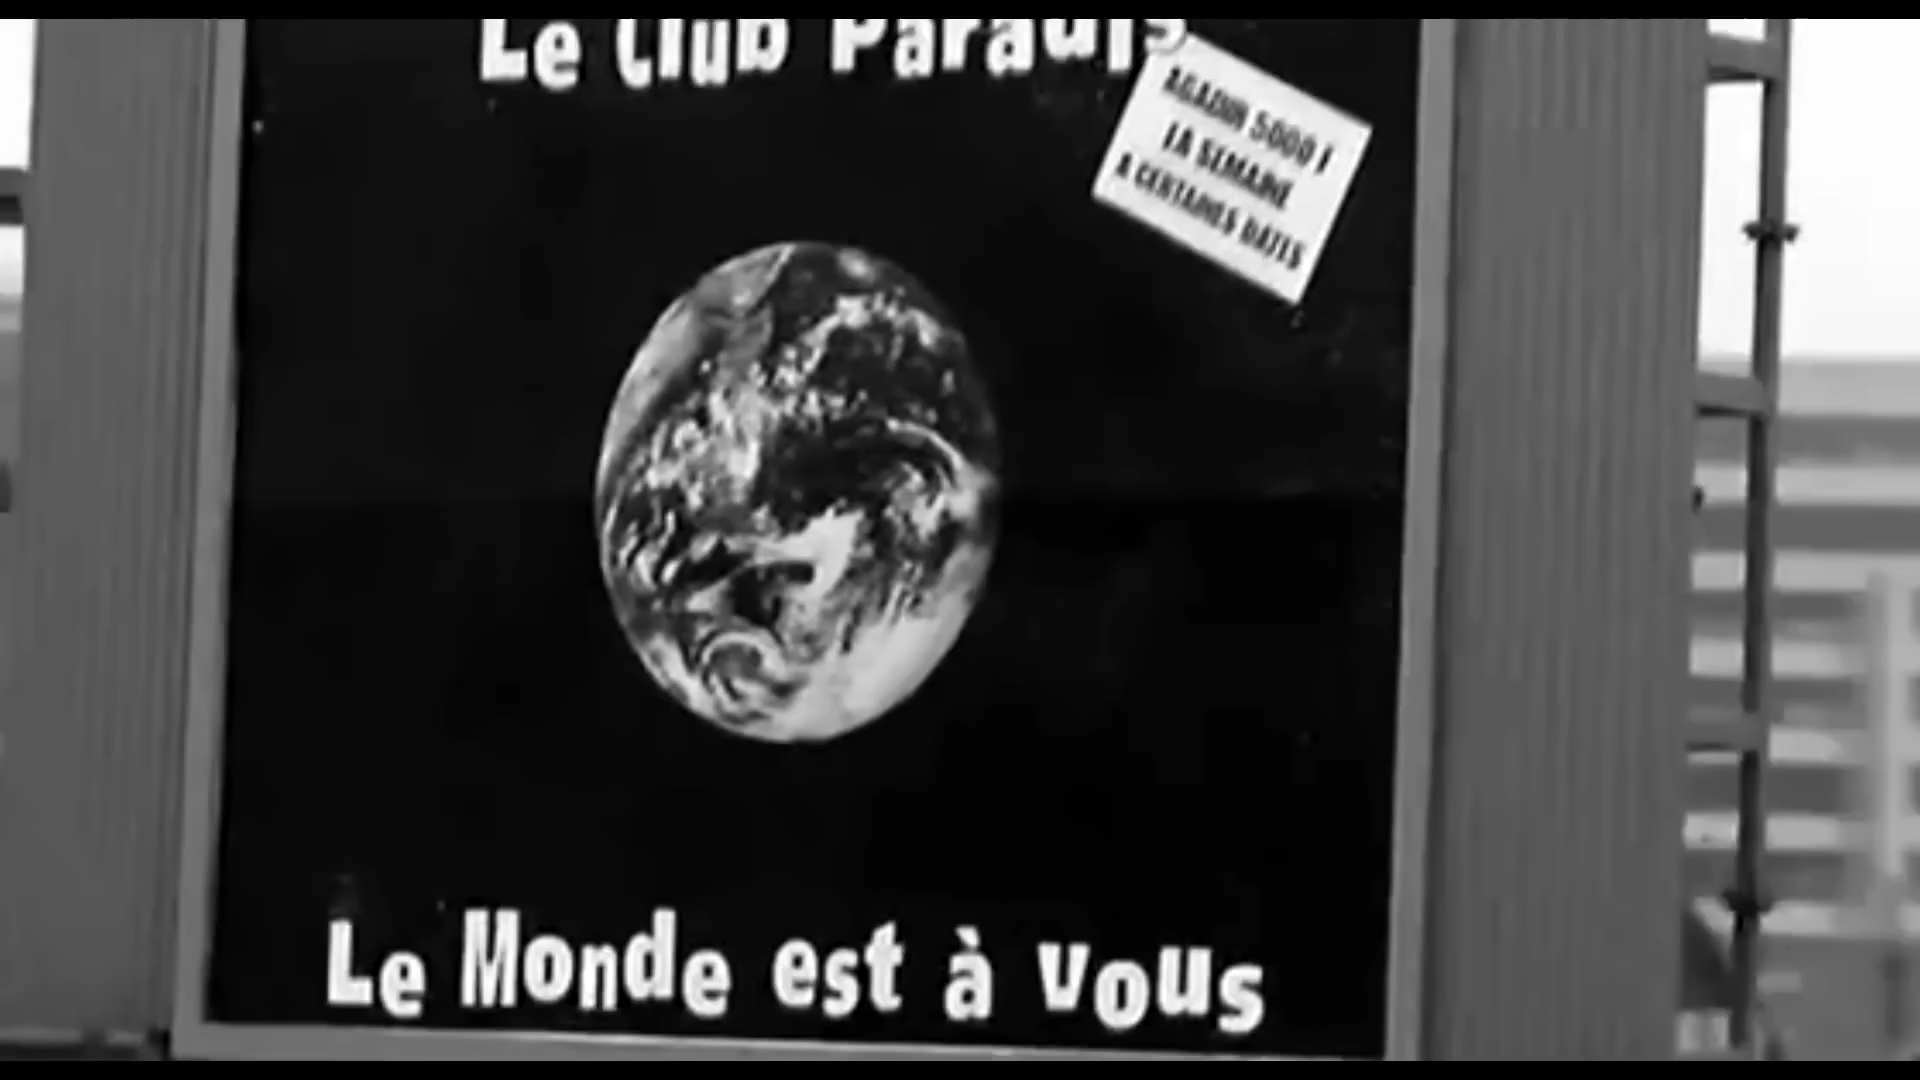 Le Club Paradis
AGADIR 5000 F
LA SEMAINE
A CERTAINES DATES
Le Monde est à vous